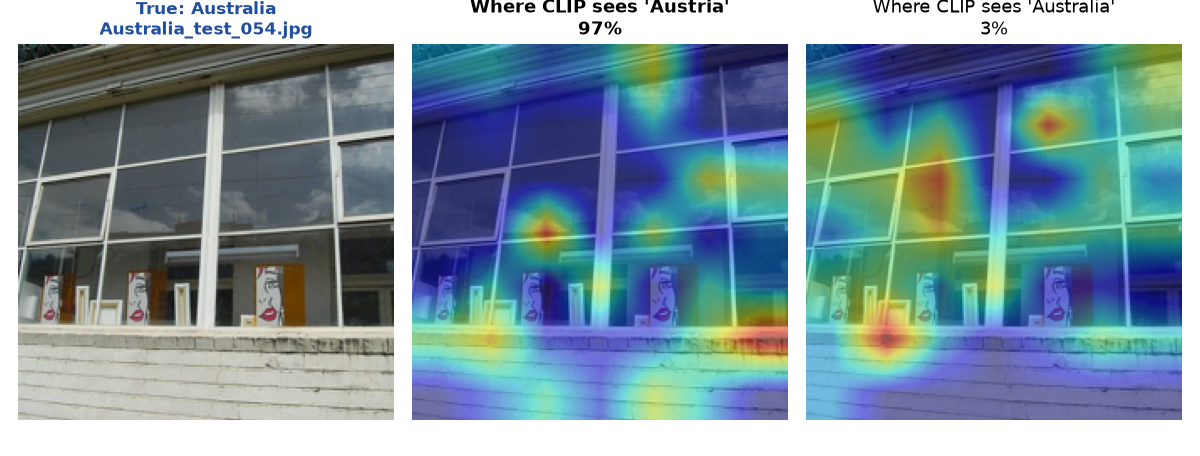 True: Australia
Australia_test_054.jpg
Where CLIP sees 'Austria'
97%
Where CLIP sees 'Australia'
3%